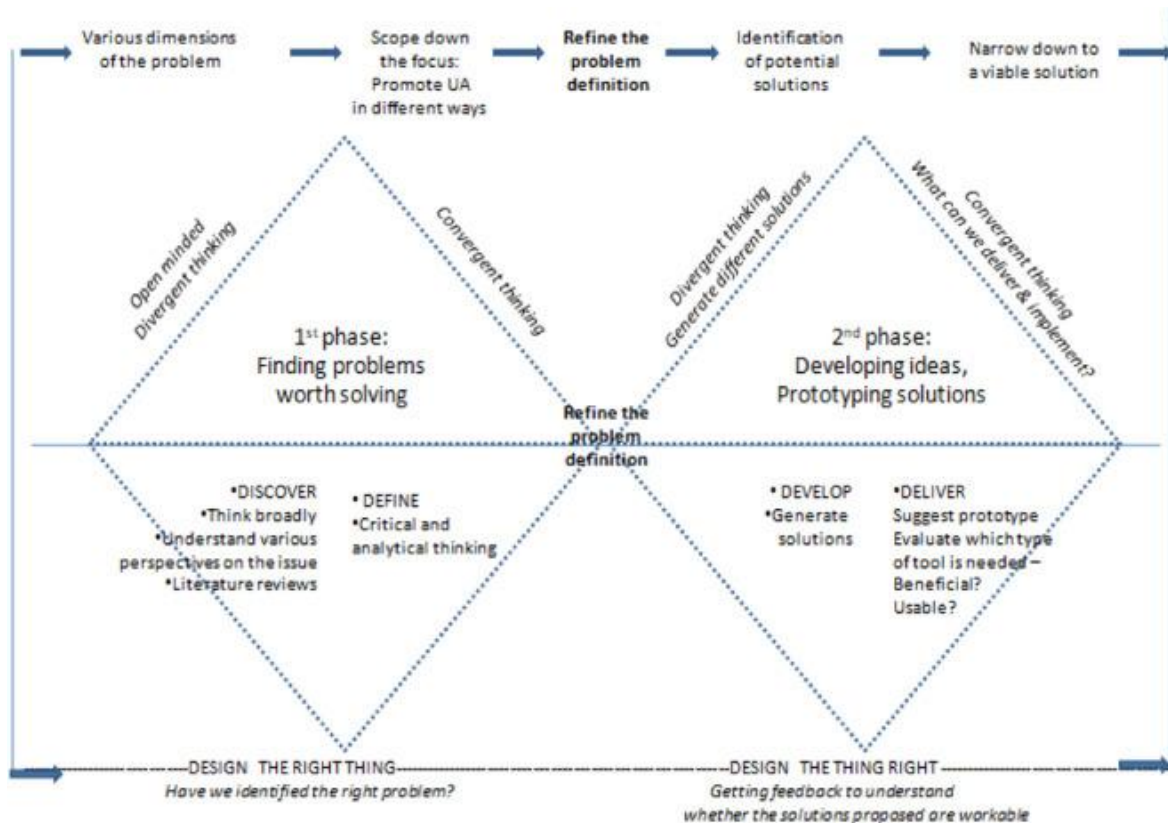 Various dimensions
of the problem
Scope down
the focus:
Promote UA
in different ways
Refine the
problem
definition
Identification
of potential
solutions
Narrow down to
a viable solution
Open minded
Divergent thinking
Convergent thinking
Divergent thinking
Generate different solutions
Convergent thinking
What can we deliver & implement?
1st phase:
Finding problems
worth solving
2nd phase:
Developing ideas,
Prototyping solutions
Refine the
problem
definition
•DISCOVER
•Think broadly
•Understand various
perspectives on the issue
•Literature reviews
• DEFINE
•Critical and
analytical thinking
• DEVELOP
•Generate
solutions
•DELIVER
Suggest prototype
Evaluate which type
of tool is needed –
Beneficial?
Usable?
DESIGN THE RIGHT THING
Have we identified the right problem?
DESIGN THE THING RIGHT
Getting feedback to understand
whether the solutions proposed are workable